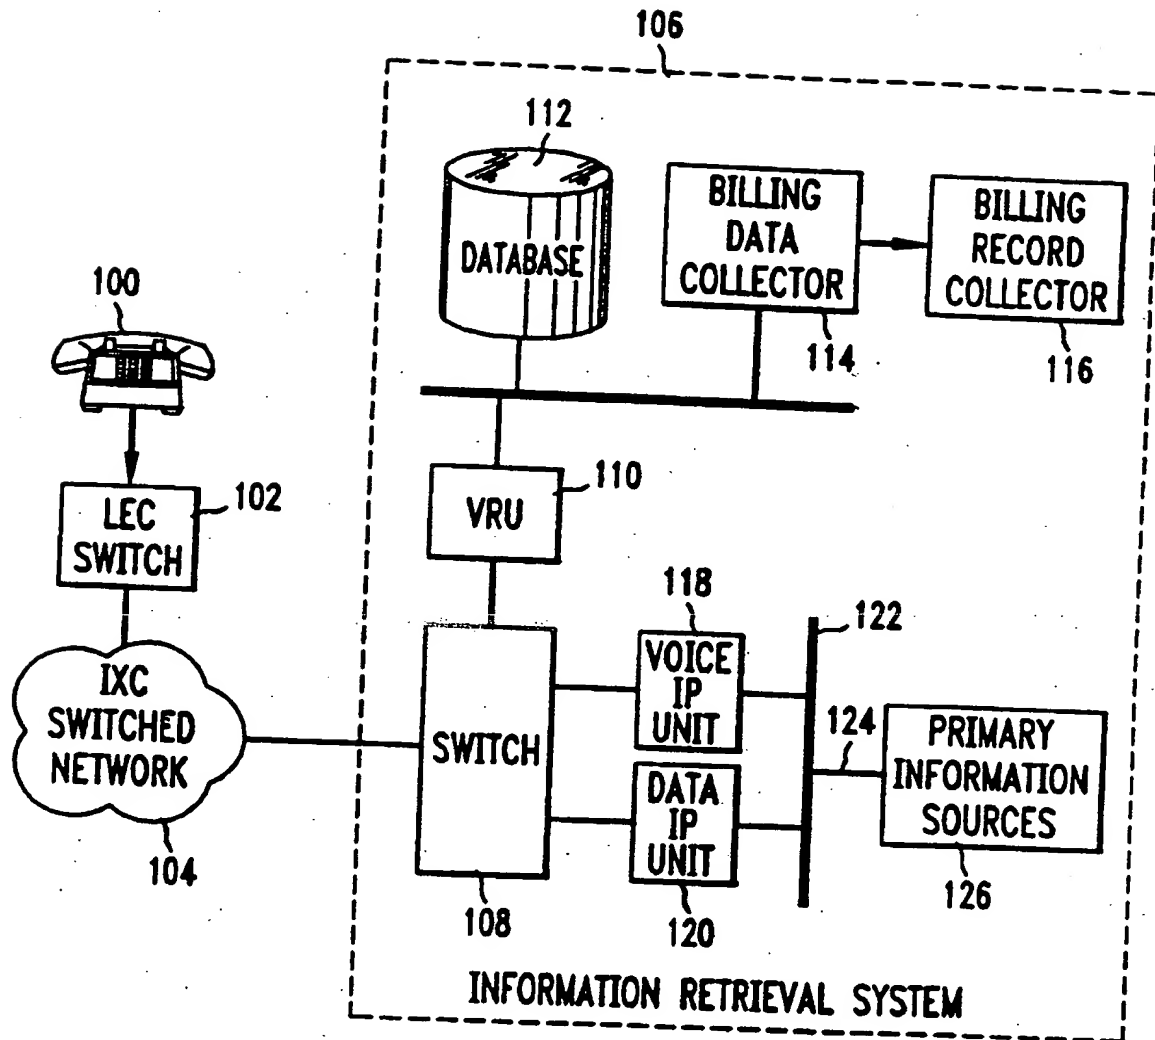 106
112
DATABASE
BILLING
DATA
COLLECTOR
114
BILLING
RECORD
COLLECTOR
116
100
LEC
SWITCH
102
VRU
110
IXC
SWITCHED
NETWORK
104
SWITCH
108
118
VOICE
IP
UNIT
DATA
IP
UNIT
120
122
124
PRIMARY
INFORMATION
SOURCES
126
INFORMATION RETRIEVAL SYSTEM